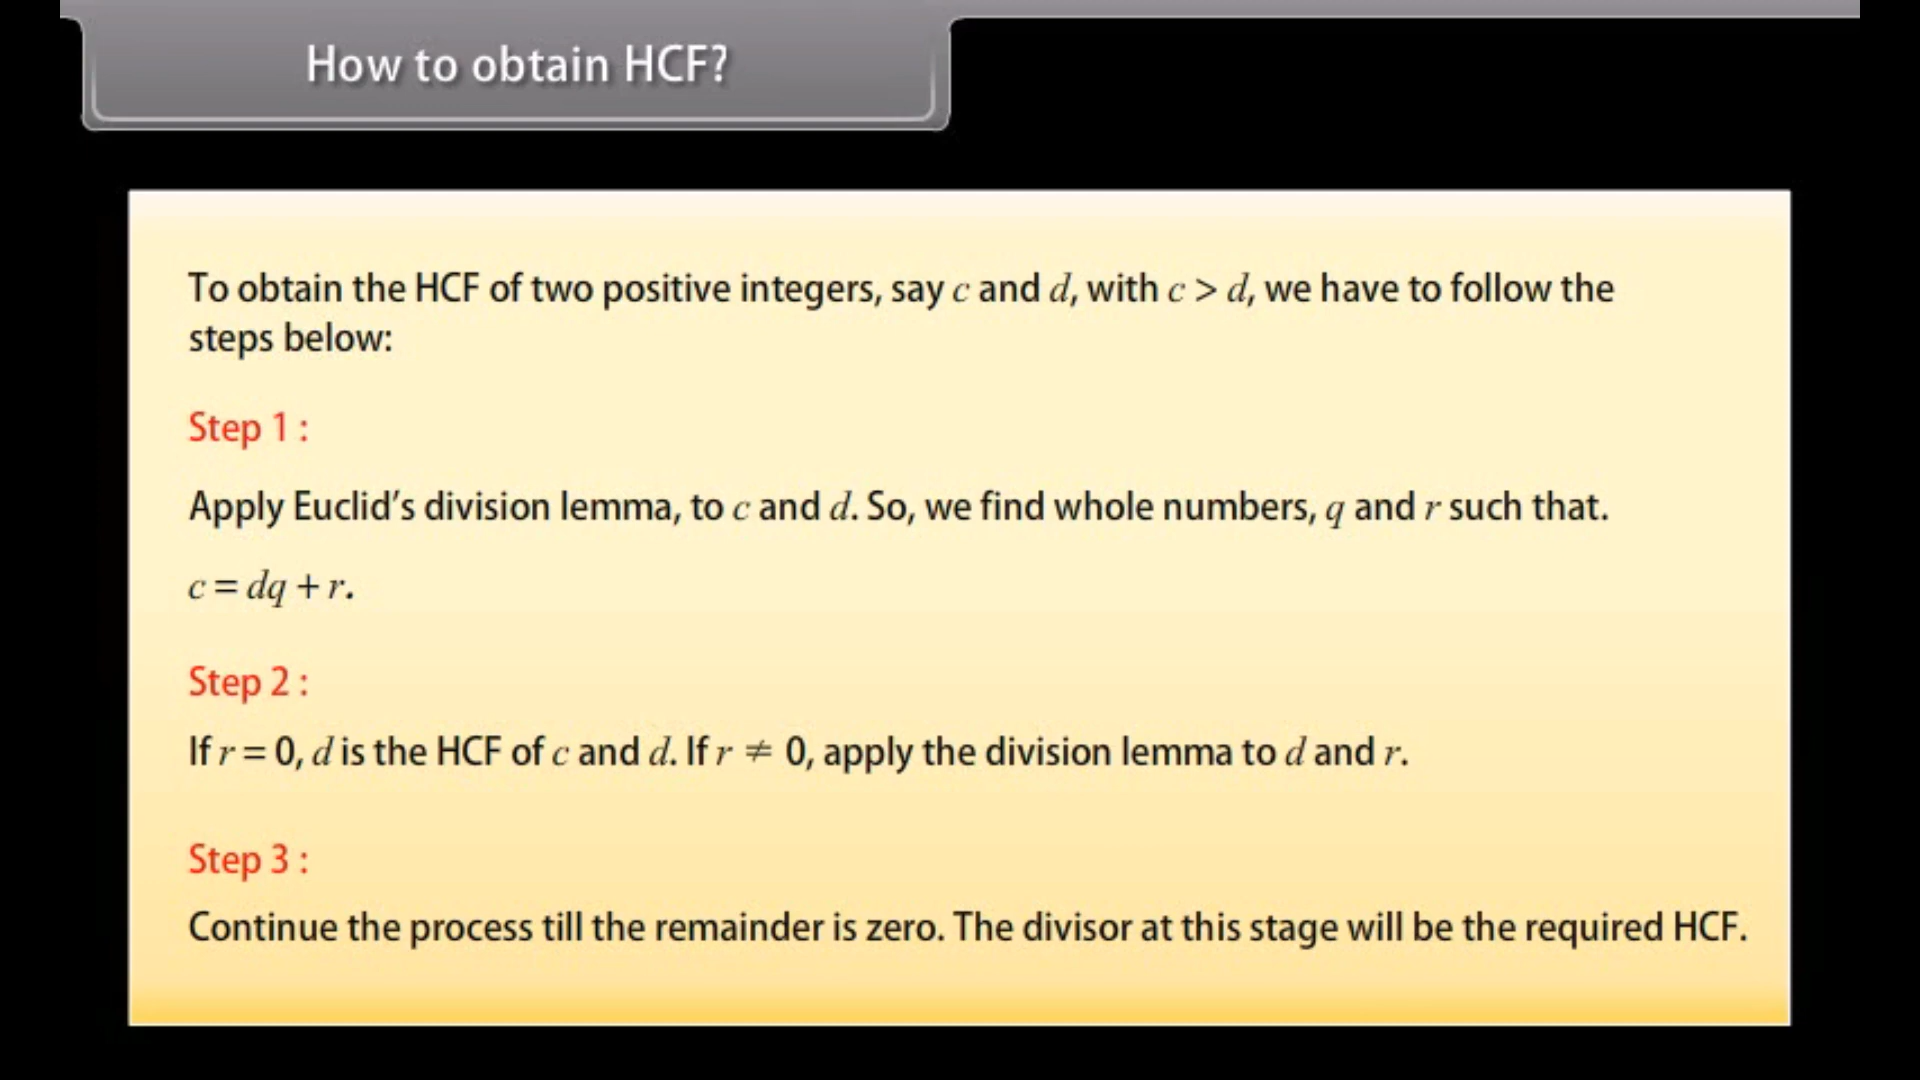 How to obtain HCF?
To obtain the HCF of two positive integers, say c and d, with c > d, we have to follow the
steps below:
Step 1 :
Apply Euclid's division lemma, to c and d. So, we find whole numbers, q and r such that.
c = dq + r.
Step 2 :
If r = 0, d is the HCF of c and d. If r ≠ 0, apply the division lemma to d and r.
Step 3 :
Continue the process till the remainder is zero. The divisor at this stage will be the required HCF.